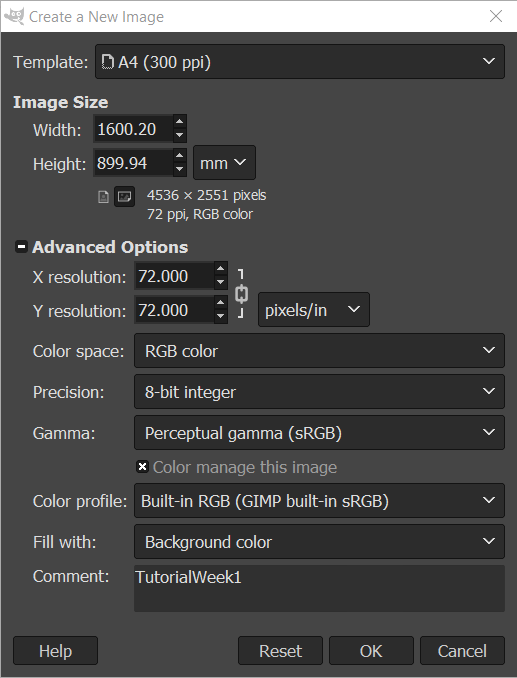 Create a New Image
Template: A4 (300 ppi)
Image Size
Width: 1600.20
Height: 899.94 mm
4536 × 2551 pixels
72 ppi, RGB color
Advanced Options
X resolution: 72.000
Y resolution: 72.000 pixels/in
Color space: RGB color
Precision: 8-bit integer
Gamma: Perceptual gamma (sRGB)
Color manage this image
Color profile: Built-in RGB (GIMP built-in sRGB)
Fill with: Background color
Comment: TutorialWeek1
Help Reset OK Cancel